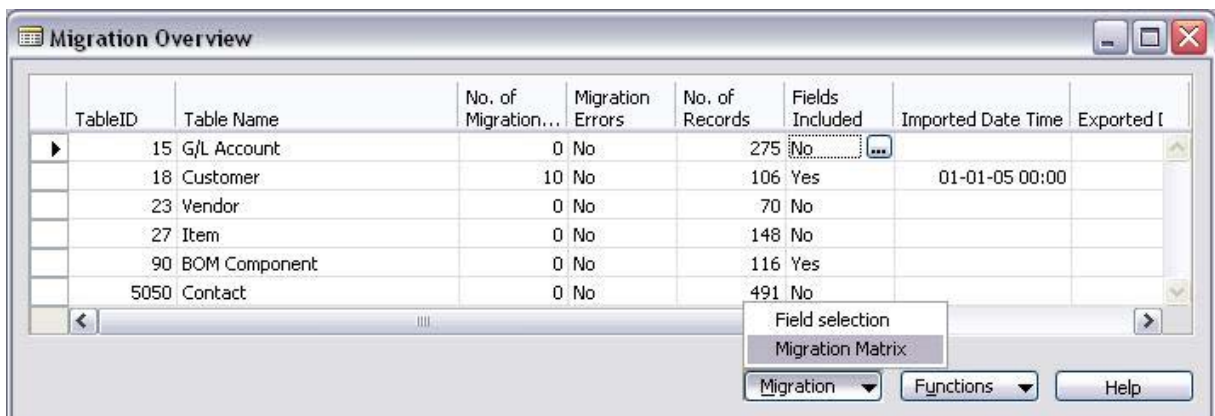 Migration Overview
TableID Table Name No. of Migration... Migration Errors No. of Records Fields Included Imported Date Time Exported D
15 G/L Account 0 No 275 No ...
18 Customer 10 No 106 Yes 01-01-05 00:00
23 Vendor 0 No 70 No
27 Item 0 No 148 No
90 BOM Component 0 No 116 Yes
5050 Contact 0 No 491 No
Field selection
Migration Matrix
Migration Functions Help